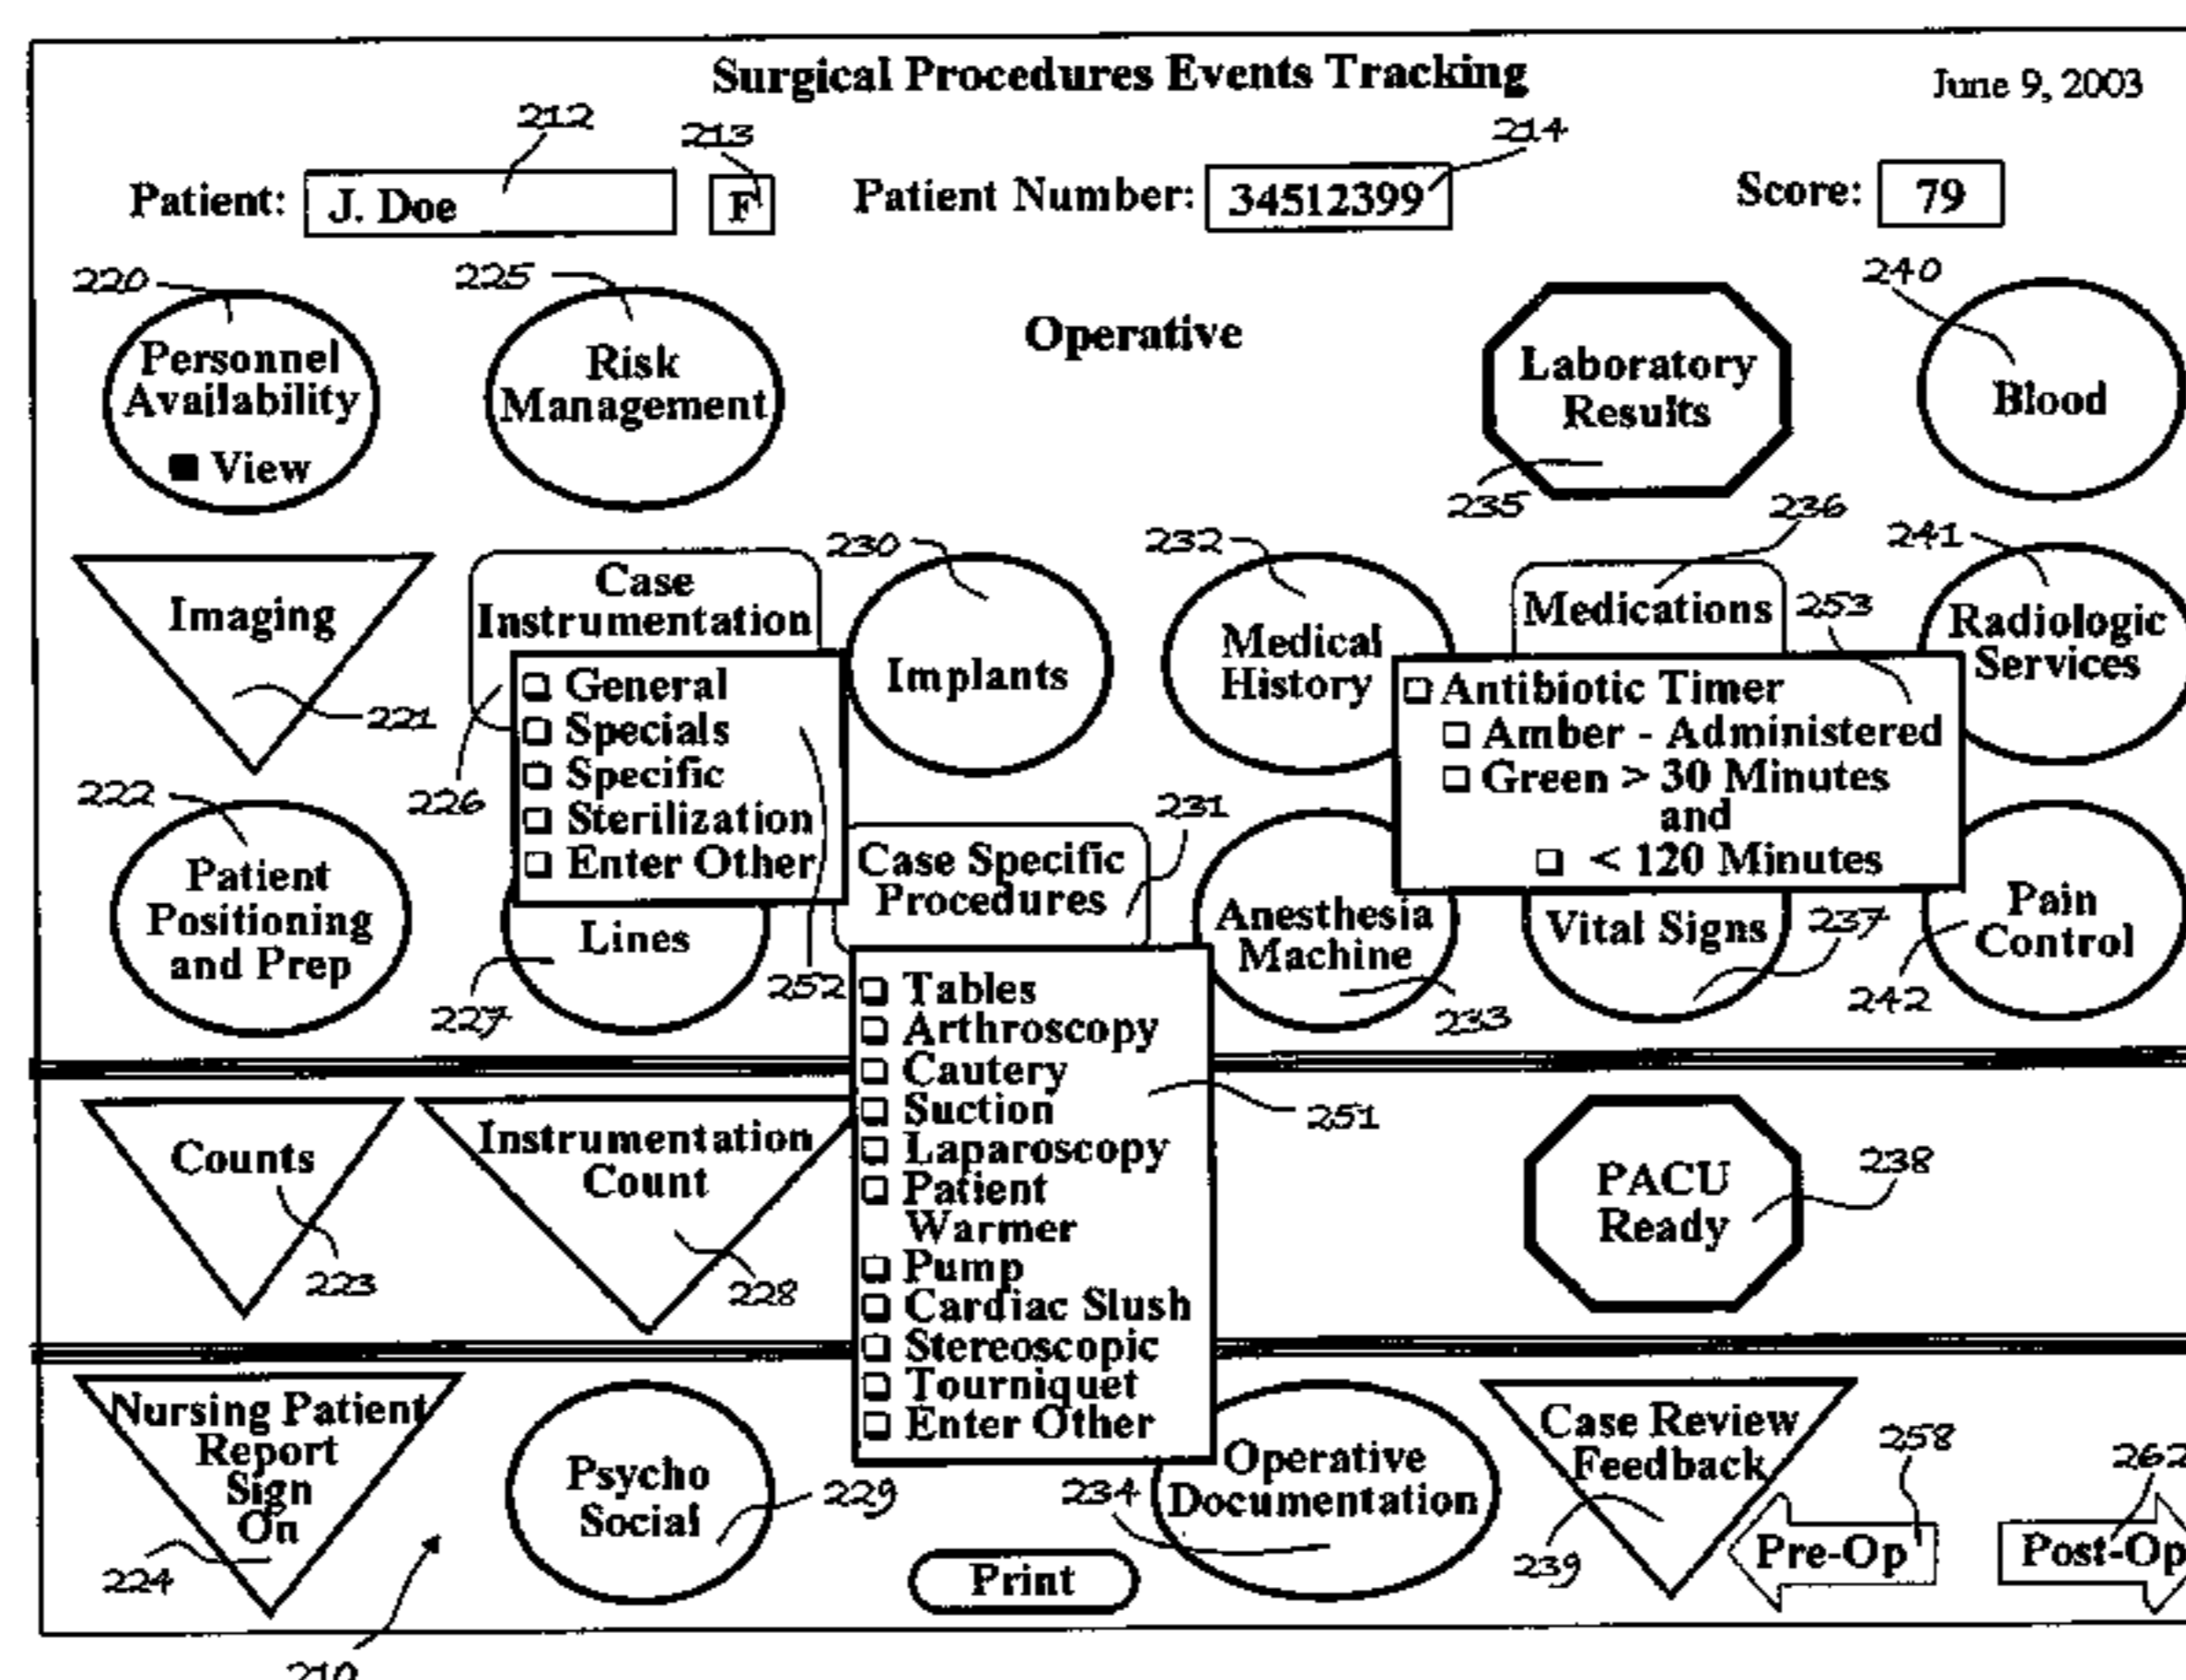 Surgical Procedures Events Tracking
June 9, 2003
212
213
214
Patient: J. Doe F Patient Number: 34512399 Score: 79
220
225
240
Personnel
Availability
■ View
Risk
Management
Operative
Laboratory
Results
235
Blood
236
230
232
241
Imaging
221
Case
Instrumentation
226
❑ General
❑ Specials
❑ Specific
❑ Sterilization
❑ Enter Other
252
Implants
Medical
History
Medications
253
❑ Antibiotic Timer
❑ Amber - Administered
❑ Green > 30 Minutes
and
❑ < 120 Minutes
Radiologic
Services
222
Patient
Positioning
and Prep
Lines
227
Case Specific
Procedures
231
❑ Tables
❑ Arthroscopy
❑ Cautery
❑ Suction
❑ Laparoscopy
❑ Patient
Warmer
❑ Pump
❑ Cardiac Slush
❑ Stereoscopic
❑ Tourniquet
❑ Enter Other
251
Anesthesia
Machine
233
Vital Signs
237
Pain
Control
242
Counts
223
Instrumentation
Count
228
PACU
Ready
238
Nursing Patient
Report
Sign
On
224
Psycho
Social
229
Print
Operative
Documentation
234
Case Review
Feedback
239
258
Pre-Op
262
Post-Op
210